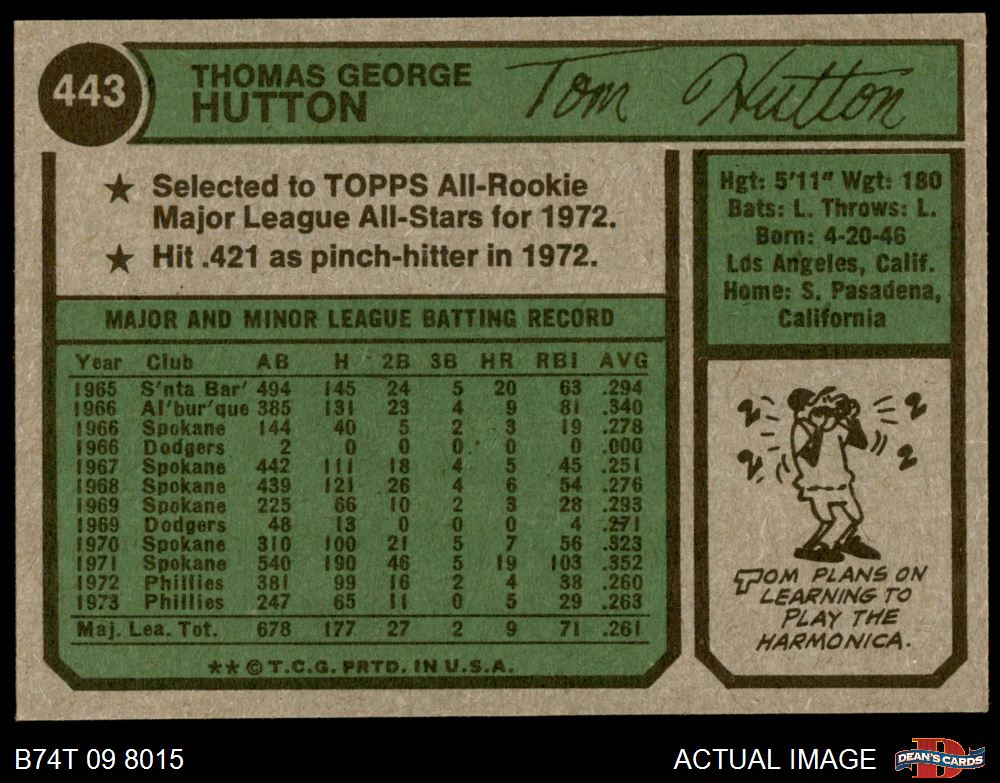 443
THOMAS GEORGE
HUTTON
Tom Hutton
★ Selected to TOPPS All-Rookie
Major League All-Stars for 1972.
★ Hit .421 as pinch-hitter in 1972.
Hgt: 5'11" Wgt: 180
Bats: L. Throws: L.
Born: 4-20-46
Los Angeles, Calif.
Home: S. Pasadena,
California
MAJOR AND MINOR LEAGUE BATTING RECORD
Year Club AB H 2B 3B HR RBI AVG
1965 S'nta Bar' 494 145 24 5 20 63 .294
1966 Al'bur'que 385 131 23 4 9 81 .340
1966 Spokane 144 40 5 2 3 19 .278
1966 Dodgers 2 0 0 0 0 0 .000
1967 Spokane 442 111 18 4 5 45 .251
1968 Spokane 439 121 26 4 6 54 .276
1969 Spokane 225 66 10 2 3 28 .293
1969 Dodgers 48 13 0 0 0 4 .271
1970 Spokane 310 100 21 5 7 56 .323
1971 Spokane 540 190 46 5 19 103 .352
1972 Phillies 381 99 16 2 4 38 .260
1973 Phillies 247 65 11 0 5 29 .263
Maj. Lea. Tot. 678 177 27 2 9 71 .261
**©T.C.G. PRTD. IN U.S.A.
TOM PLANS ON
LEARNING TO
PLAY THE
HARMONICA.
B74T 09 8015
ACTUAL IMAGE
D
DEAN'S CARDS